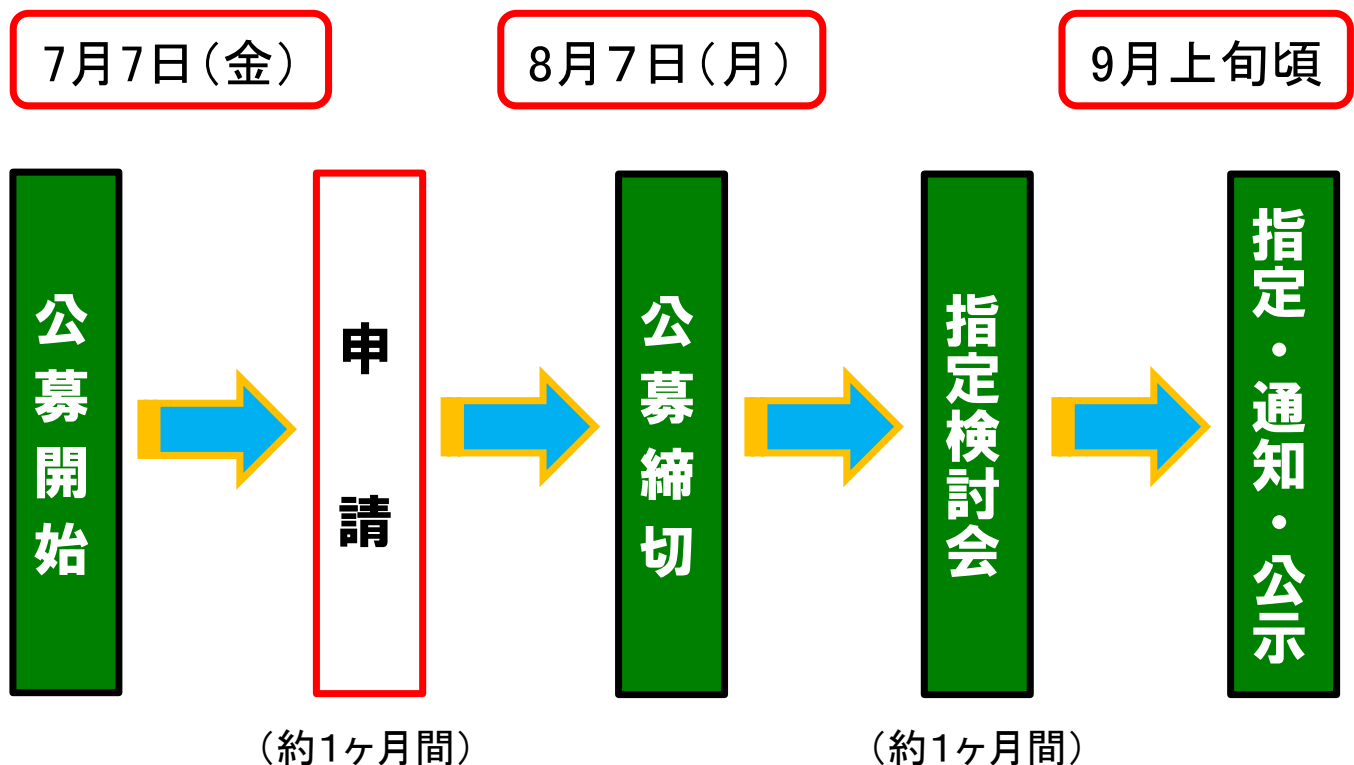 7月7日(金)
8月7日(月)
9月上旬頃
公募開始
申請
公募締切
指定検討会
指定・通知・公示
(約1ヶ月間)
(約1ヶ月間)